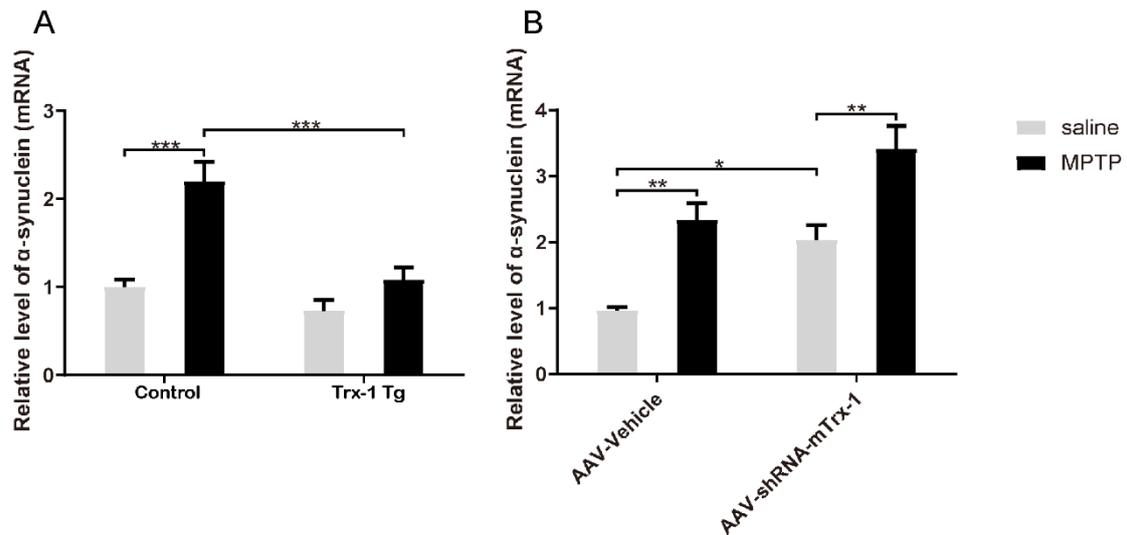 A
Relative level of α-synuclein (mRNA)
3
2
1
0
***
***
Control
Trx-1 Tg
B
Relative level of α-synuclein (mRNA)
4
3
2
1
0
**
*
**
AAV-Vehicle
AAV-shRNA-mTrx-1
saline
MPTP